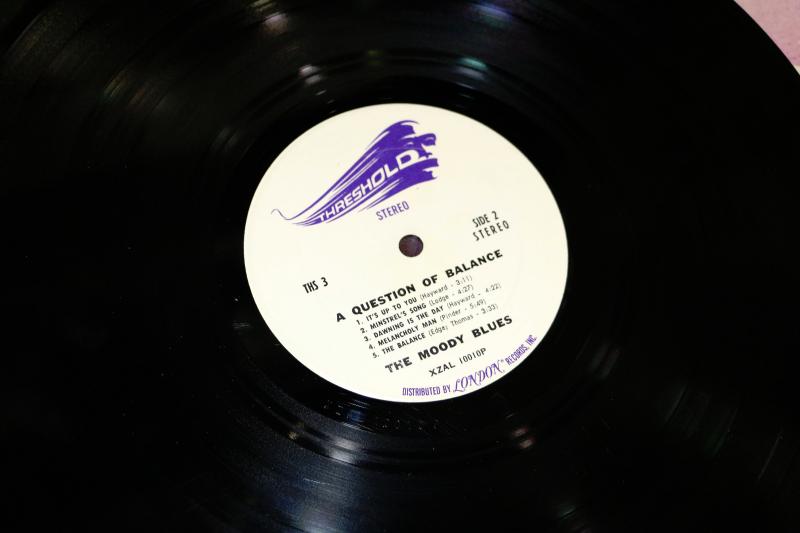 THRESHOLD
STEREO
SIDE 2
STEREO
THS 3
A QUESTION OF BALANCE
1. IT'S UP TO YOU (Hayward - 3:11)
2. MINSTREL'S SONG (Lodge - 4:27)
3. DAWNING IS THE DAY (Hayward - 4:22)
4. MELANCHOLY MAN (Pinder - 5:49)
5. THE BALANCE (Edge; Thomas - 3:33)
THE MOODY BLUES
XZAL 10010P
DISTRIBUTED BY LONDON® RECORDS, INC.